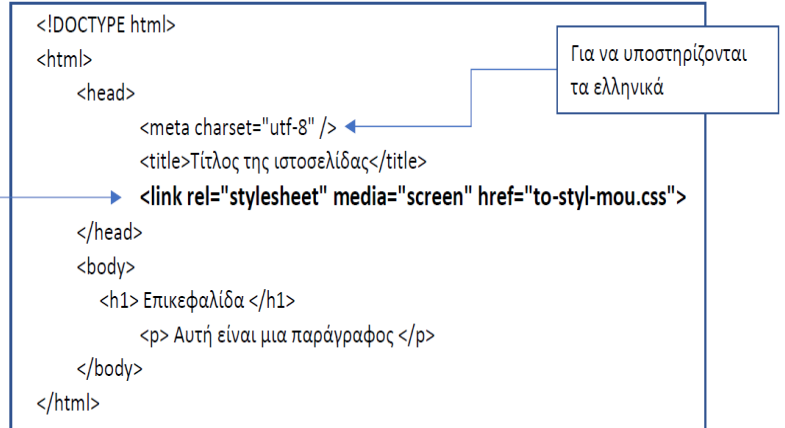 <!DOCTYPE html>
<html>
<head>
<meta charset="utf-8" />
<title>Τίτλος της ιστοσελίδας</title>
<link rel="stylesheet" media="screen" href="to-styl-mou.css">
</head>
<body>
<h1> Επικεφαλίδα </h1>
<p> Αυτή είναι μια παράγραφος </p>
</body>
</html>
Για να υποστηρίζονται
τα ελληνικά